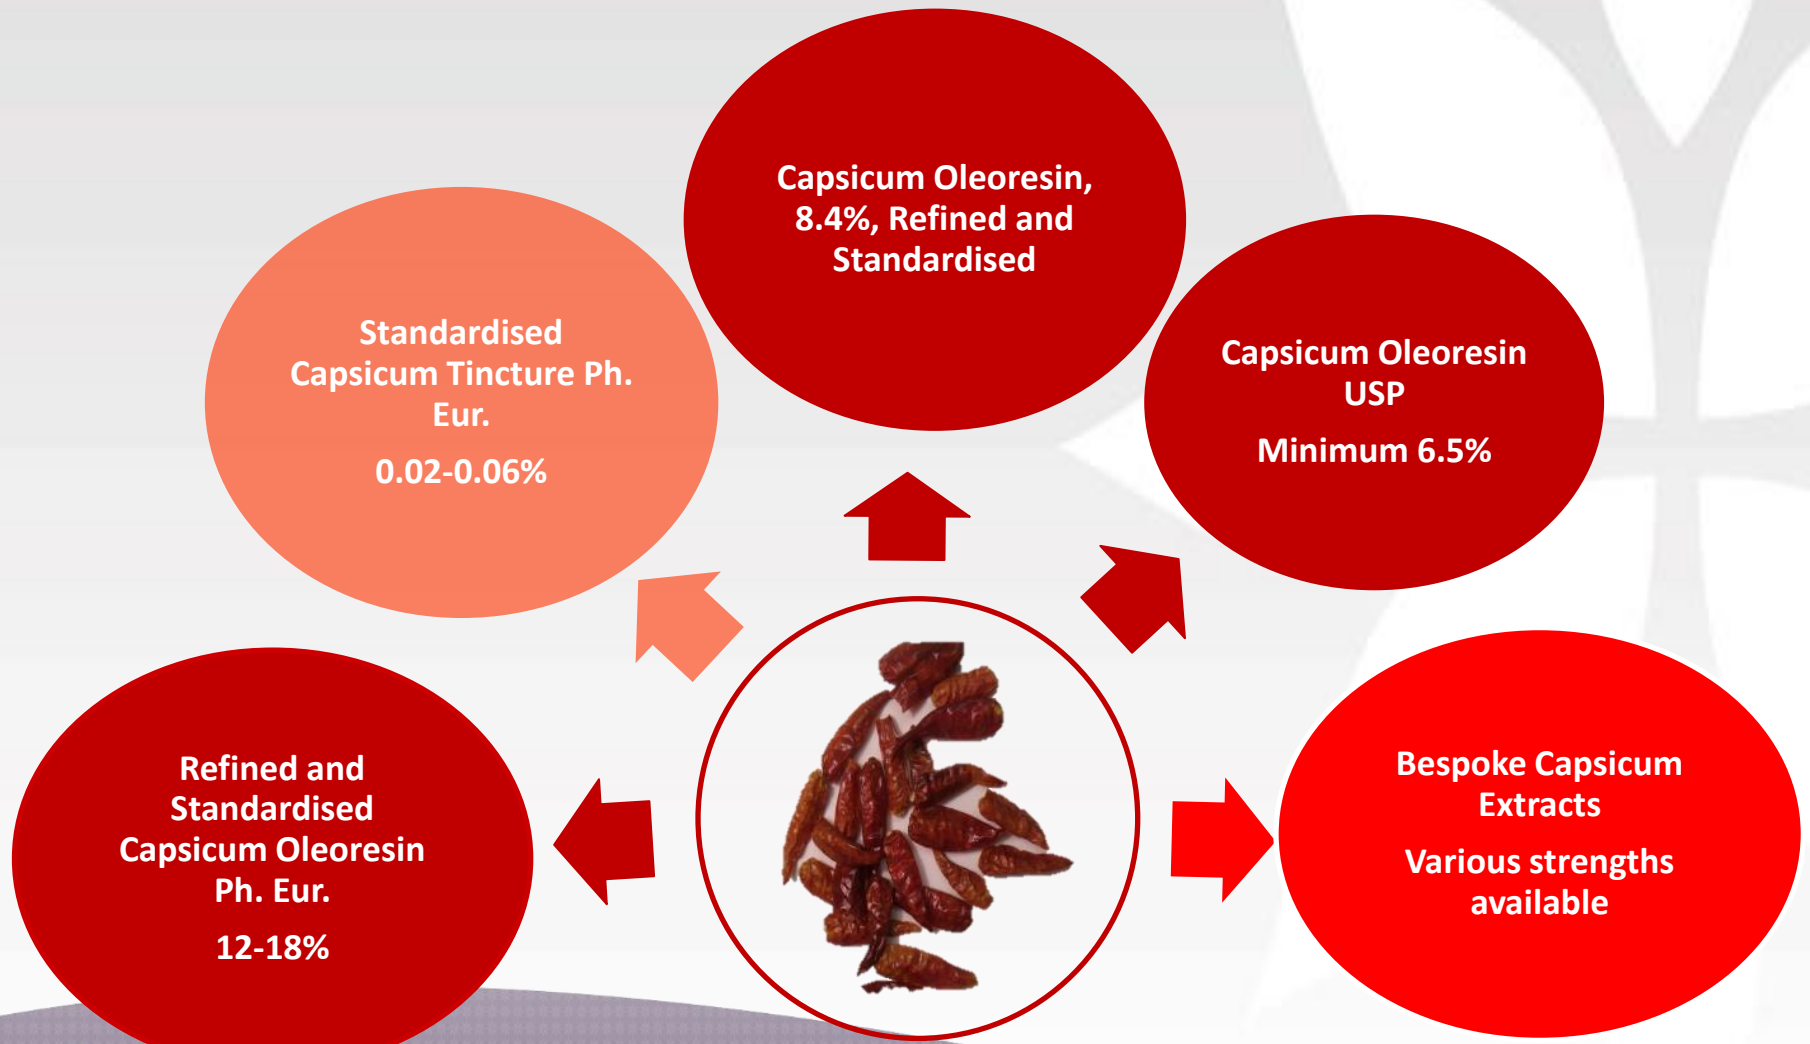 Capsicum Oleoresin,
8.4%, Refined and
Standardised
Standardised
Capsicum Tincture Ph.
Eur.
0.02-0.06%
Capsicum Oleoresin
USP
Minimum 6.5%
Refined and
Standardised
Capsicum Oleoresin
Ph. Eur.
12-18%
Bespoke Capsicum
Extracts
Various strengths
available